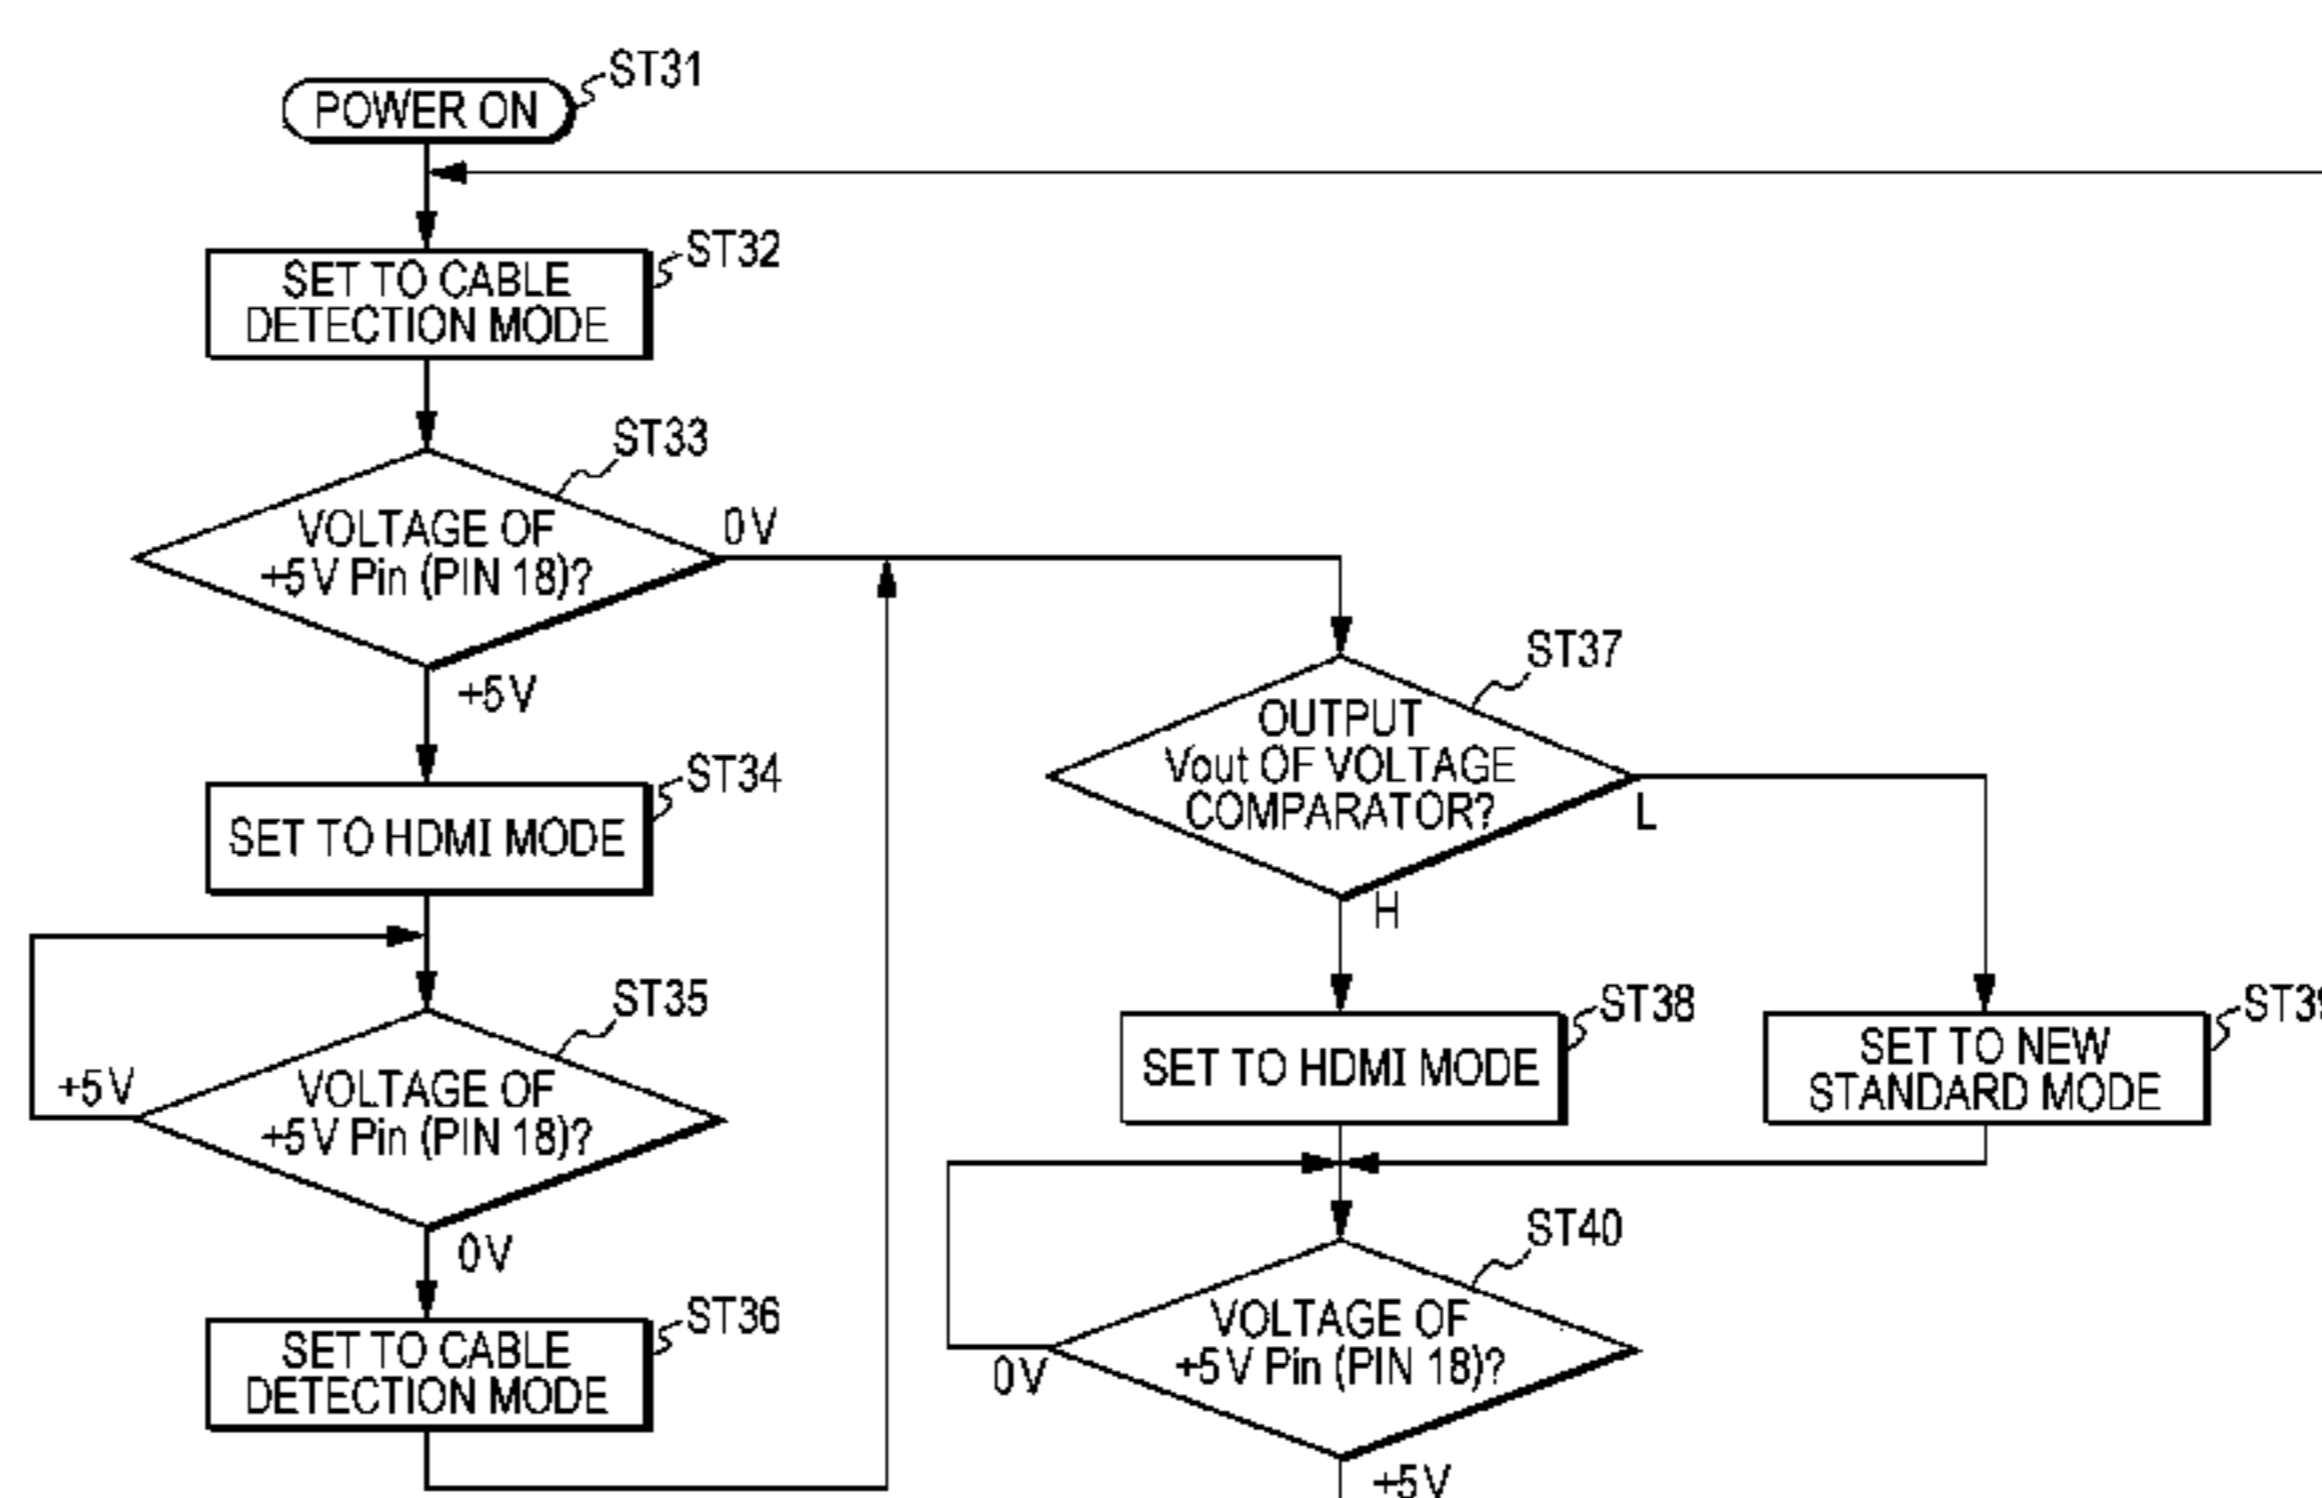 POWER ON
ST31
SET TO CABLE
DETECTION MODE
ST32
VOLTAGE OF
+5V Pin (PIN 18)?
ST33
0V
+5V
SET TO HDMI MODE
ST34
VOLTAGE OF
+5V Pin (PIN 18)?
ST35
+5V
0V
SET TO CABLE
DETECTION MODE
ST36
OUTPUT
Vout OF VOLTAGE
COMPARATOR?
ST37
L
H
SET TO HDMI MODE
ST38
SET TO NEW
STANDARD MODE
ST39
VOLTAGE OF
+5V Pin (PIN 18)?
ST40
0V
+5V